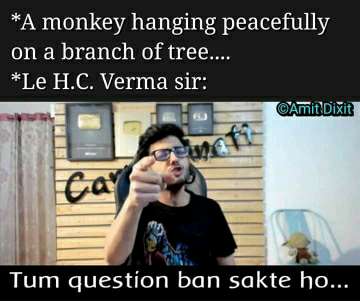 *A monkey hanging peacefully
on a branch of tree....
*Le H.C. Verma sir:
©Amit Dixit
Tum question ban sakte ho...